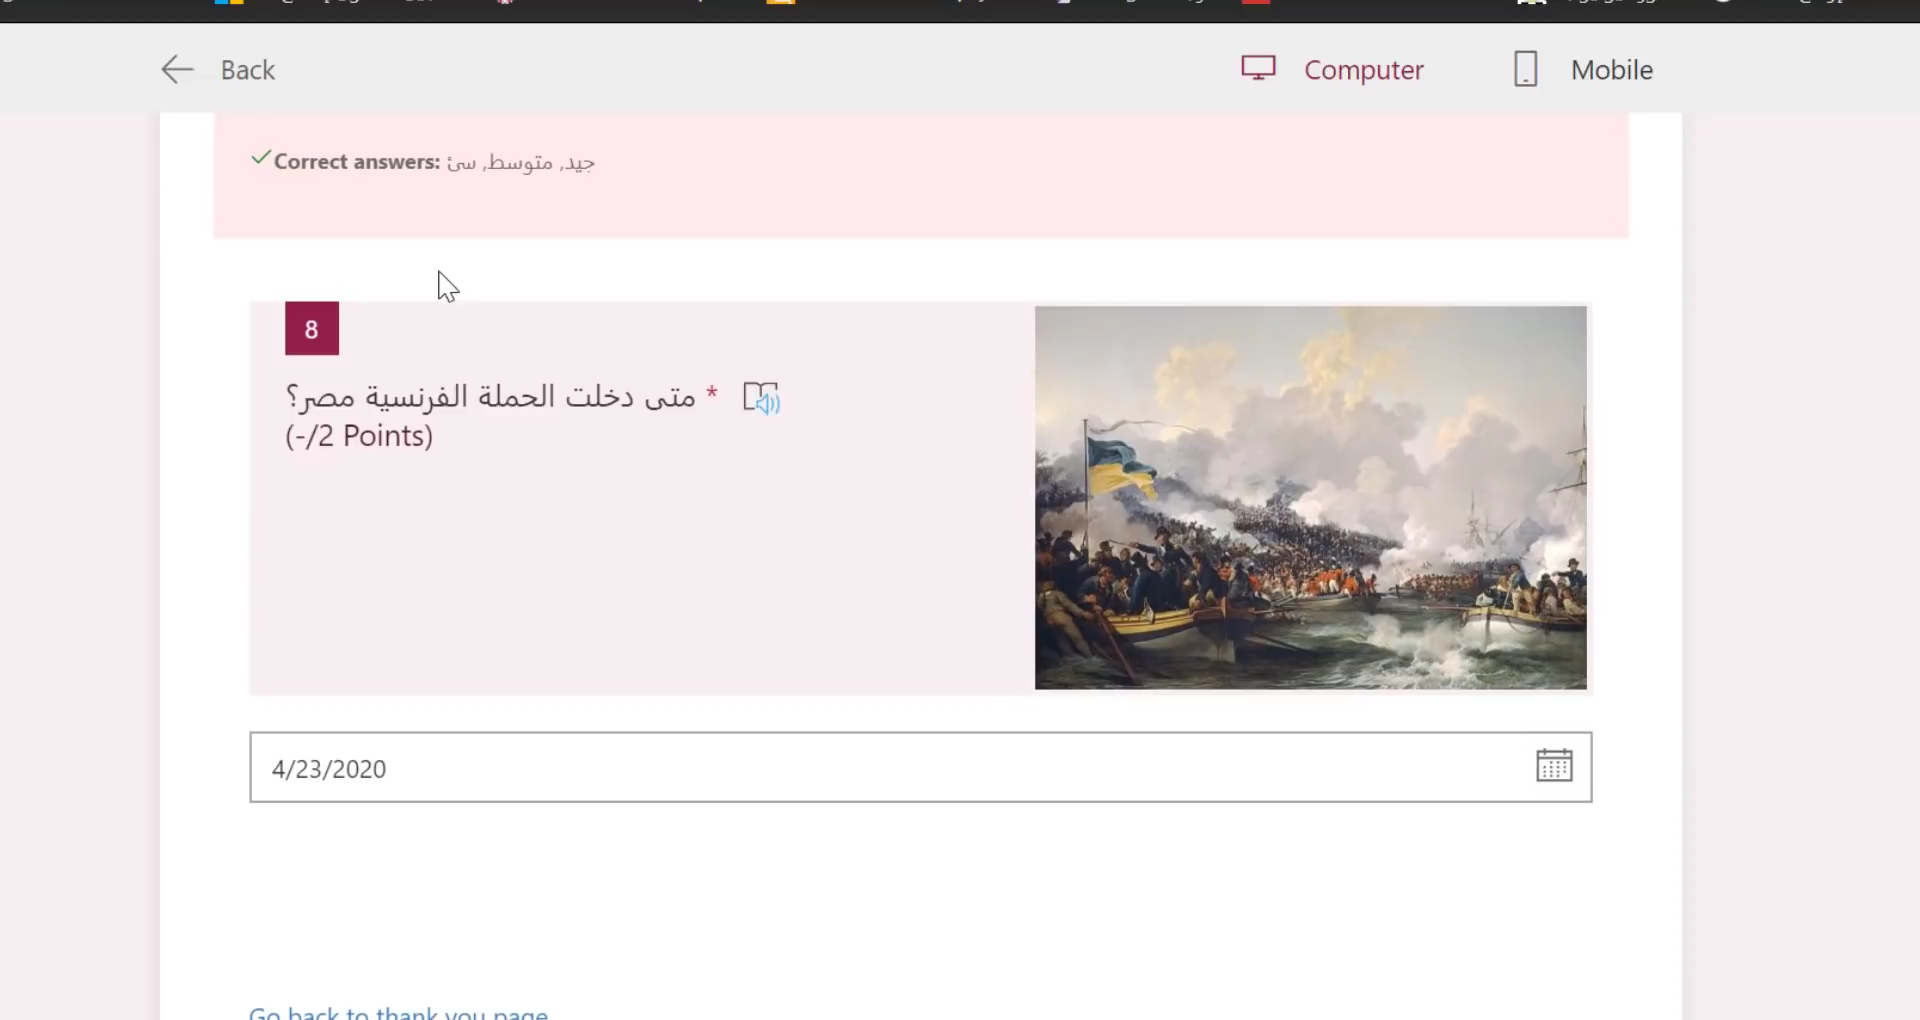 Back
Computer
Mobile
Correct answers: جيد, متوسط, سئ
8
متى دخلت الحملة الفرنسية مصر؟ *
(-/2 Points)
4/23/2020
Go back to thank you page